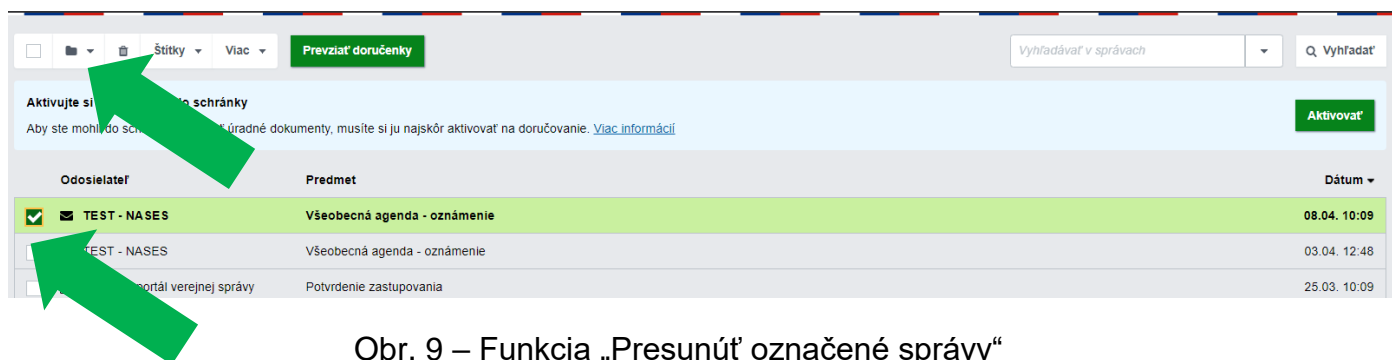 Štítky Viac Prevziať doručenky Vyhľadávať v správach Vyhľadať
Aktivujte si schránky
Aby ste mohli do úradné dokumenty, musíte si ju najskôr aktivovať na doručovanie. Viac informácií
Aktivovať
Odosielateľ Predmet Dátum
TEST - NASES Všeobecná agenda - oznámenie 08.04. 10:09
TEST - NASES Všeobecná agenda - oznámenie 03.04. 12:48
portál verejnej správy Potvrdenie zastupovania 25.03. 10:09
Obr. 9 – Funkcia „Presunúť označené správy“